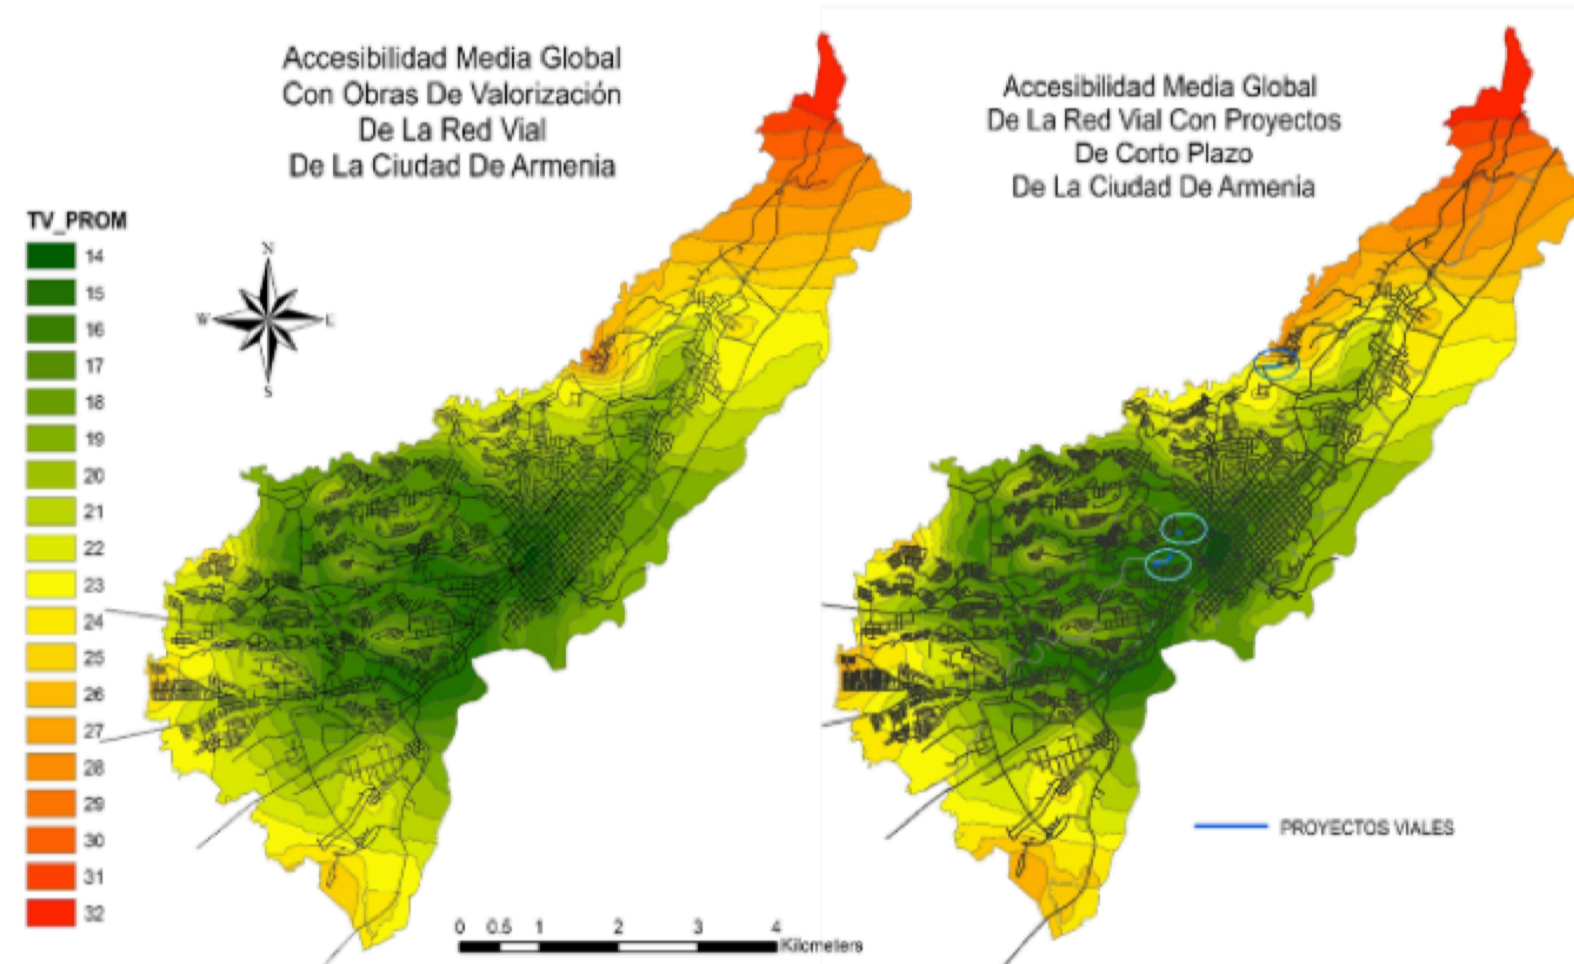 Accesibilidad Media Global
Con Obras De Valorización
De La Red Vial
De La Ciudad De Armenia
Accesibilidad Media Global
De La Red Vial Con Proyectos
De Corto Plazo
De La Ciudad De Armenia
TV_PROM
14
15
16
17
18
19
20
21
22
23
24
25
26
27
28
29
30
31
32
N
W
E
S
PROYECTOS VIALES
0 0.5 1 2 3 4
Kilometers